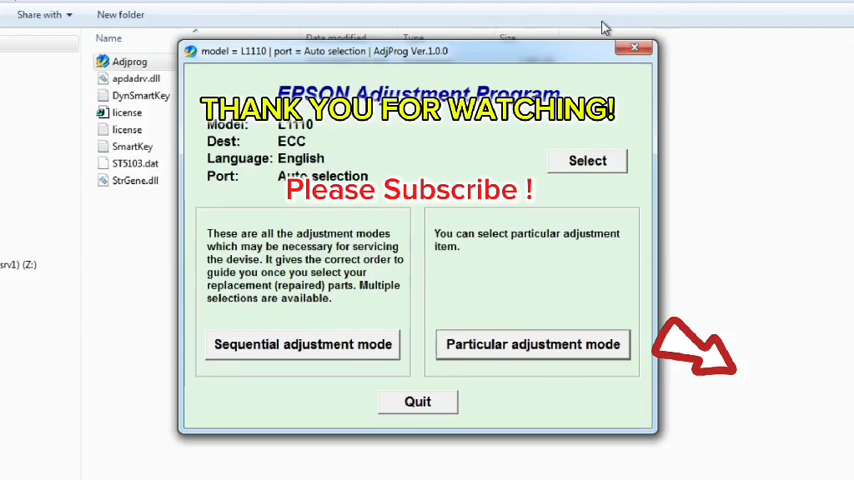 Share with
New folder
Name
Date modified
Type
Size
Adjprog
apdadrv.dll
DynSmartKey
license
license
SmartKey
ST5103.dat
StrGene.dll
srv1) (Z:)
model = L1110 | port = Auto selection | AdjProg Ver.1.0.0
EPSON Adjustment Program
THANK YOU FOR WATCHING!
Model: L1110
Dest: ECC
Language: English
Port: Auto selection
Select
Please Subscribe !
These are all the adjustment modes
which may be necessary for servicing
the devise. It gives the correct order to
guide you once you select your
replacement (repaired) parts. Multiple
selections are available.
Sequential adjustment mode
You can select particular adjustment
item.
Particular adjustment mode
Quit